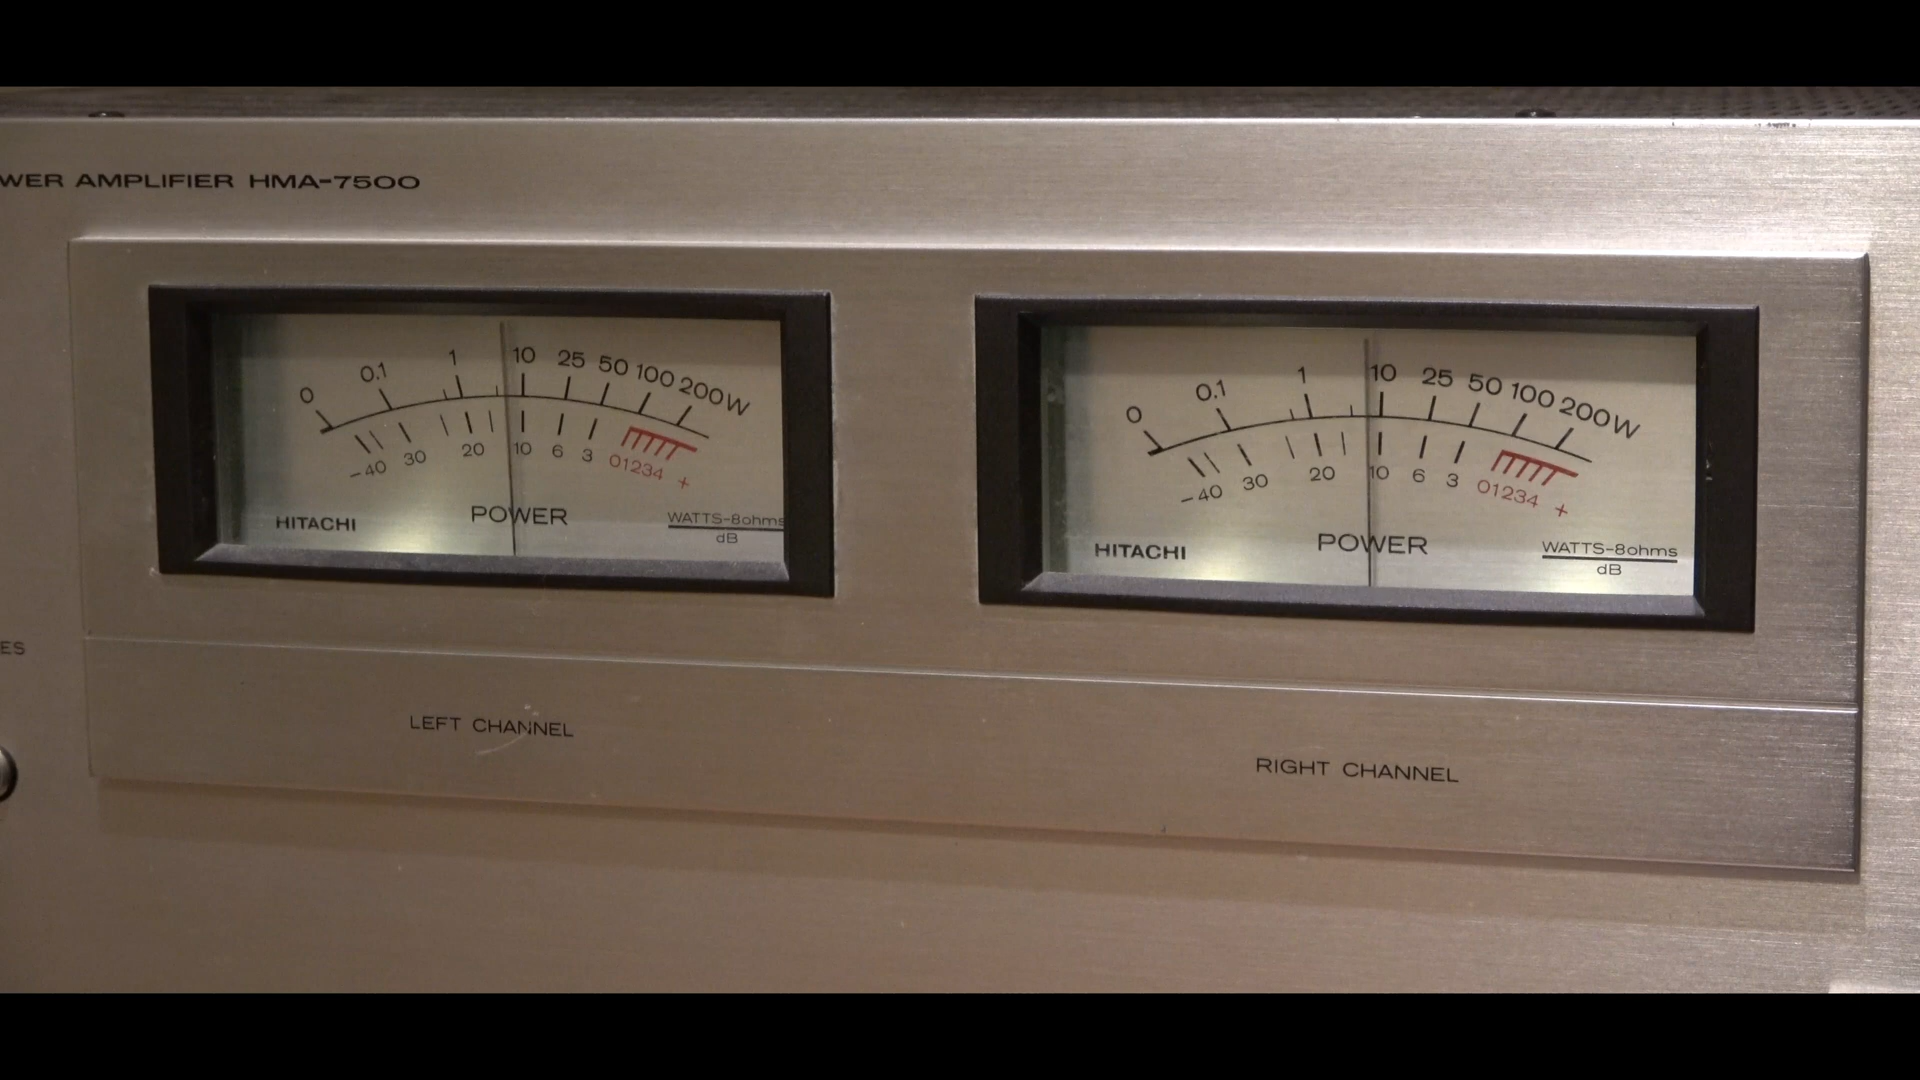 WER AMPLIFIER HMA-7500
0 0.1 1 10 25 50 100 200W
-40 30 20 10 6 3 01234 +
POWER
HITACHI
WATTS-8ohms
dB
0 0.1 1 10 25 50 100 200W
-40 30 20 10 6 3 01234 +
POWER
HITACHI
WATTS-8ohms
dB
ES
LEFT CHANNEL
RIGHT CHANNEL